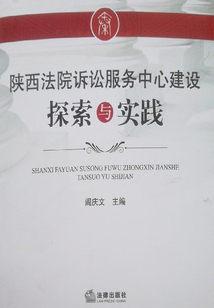 陕西法院诉讼服务中心建设
探索与实践
SHANXI FAYUAN SUSONG FUWU ZHONGXIN JIANSHE
TANSUO YU SHIJIAN
阎庆文 主编
法律出版社